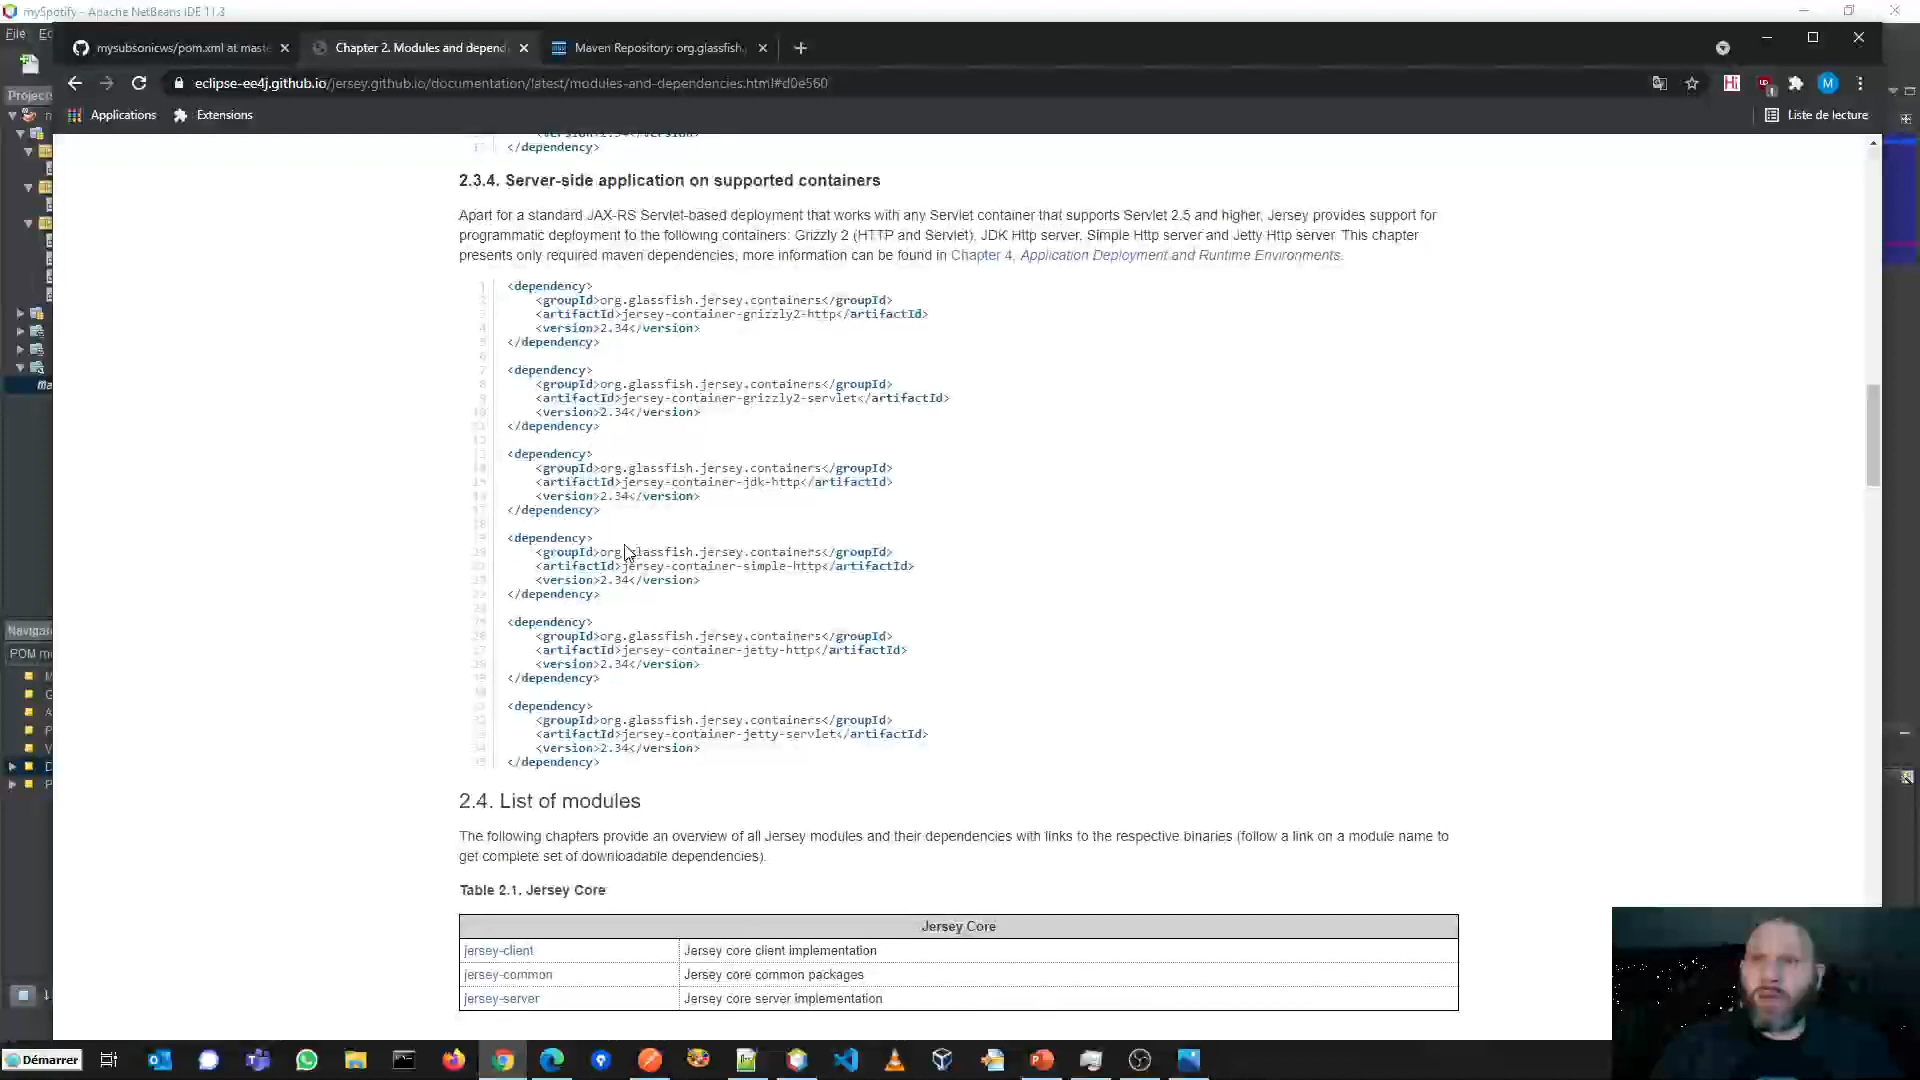 mySpotify - Apache NetBeans IDE 11.3
File
mysubsonicws/pom.xml at mast
Chapter 2. Modules and depend
Maven Repository: org.glassfish.
eclipse-ee4j.github.io/jersey.github.io/documentation/latest/modules-and-dependencies.html#d0e560
Applications
Extensions
Liste de lecture
</dependency>
2.3.4. Server-side application on supported containers
Apart for a standard JAX-RS Servlet-based deployment that works with any Servlet container that supports Servlet 2.5 and higher, Jersey provides support for
programmatic deployment to the following containers: Grizzly 2 (HTTP and Servlet), JDK Http server, Simple Http server and Jetty Http server. This chapter
presents only required maven dependencies, more information can be found in Chapter 4, Application Deployment and Runtime Environments.
<dependency>
<groupId>org.glassfish.jersey.containers</groupId>
<artifactId>jersey-container-grizzly2-http</artifactId>
<version>2.34</version>
</dependency>
<dependency>
<groupId>org.glassfish.jersey.containers</groupId>
<artifactId>jersey-container-grizzly2-servlet</artifactId>
<version>2.34</version>
</dependency>
<dependency>
<groupId>org.glassfish.jersey.containers</groupId>
<artifactId>jersey-container-jdk-http</artifactId>
<version>2.34</version>
</dependency>
<dependency>
<groupId>org.glassfish.jersey.containers</groupId>
<artifactId>jersey-container-simple-http</artifactId>
<version>2.34</version>
</dependency>
<dependency>
<groupId>org.glassfish.jersey.containers</groupId>
<artifactId>jersey-container-jetty-http</artifactId>
<version>2.34</version>
</dependency>
<dependency>
<groupId>org.glassfish.jersey.containers</groupId>
<artifactId>jersey-container-jetty-servlet</artifactId>
<version>2.34</version>
</dependency>
2.4. List of modules
The following chapters provide an overview of all Jersey modules and their dependencies with links to the respective binaries (follow a link on a module name to
get complete set of downloadable dependencies).
Table 2.1. Jersey Core
Jersey Core
jersey-client Jersey core client implementation
jersey-common Jersey core common packages
jersey-server Jersey core server implementation
Démarrer